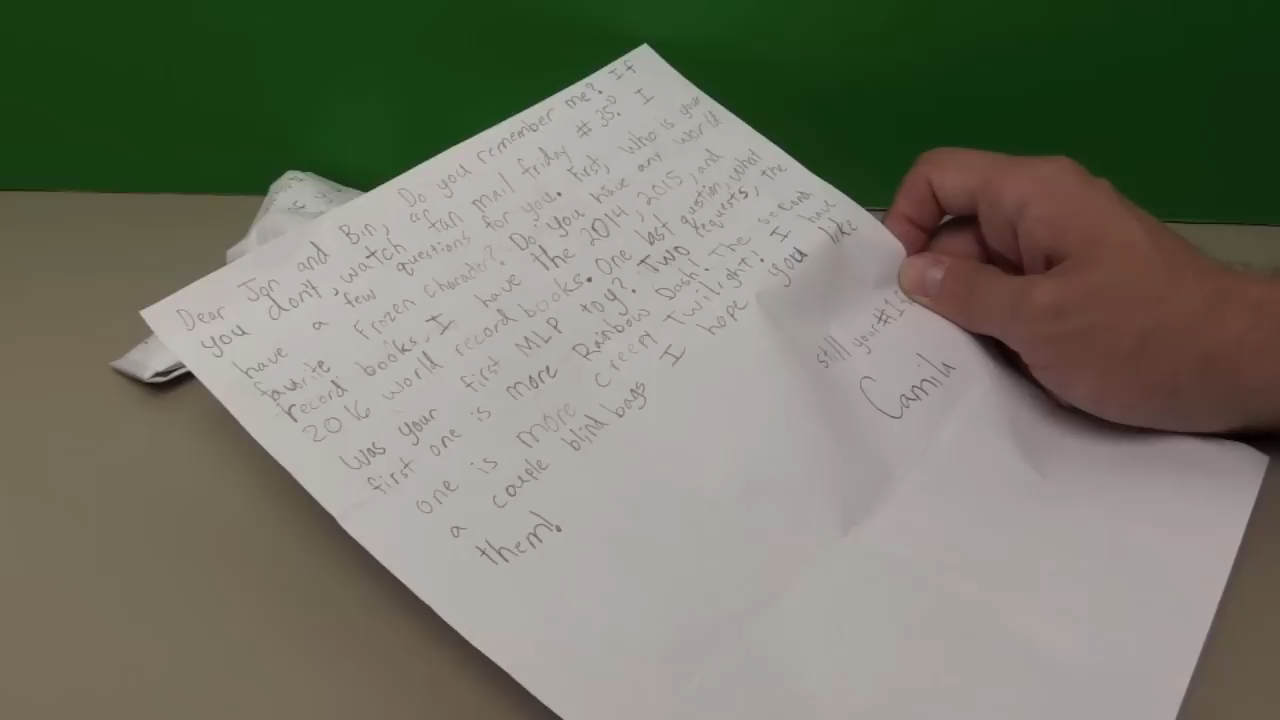 Dear Jon and Bin, Do you remember me? If
you don't, watch "fan mail friday # 35." I
have a few questions for you. First, Who is your
favorite Frozen character? Do you have any world
record books, I have the 2014, 2015, and
2016 world record books. One last question, what
was your first MLP toy? Two requests, the
first one is more Rainbow Dash! The second
one is more creepy Twilight! I have
a couple blind bags I hope you like
them!
still your #1
Camila